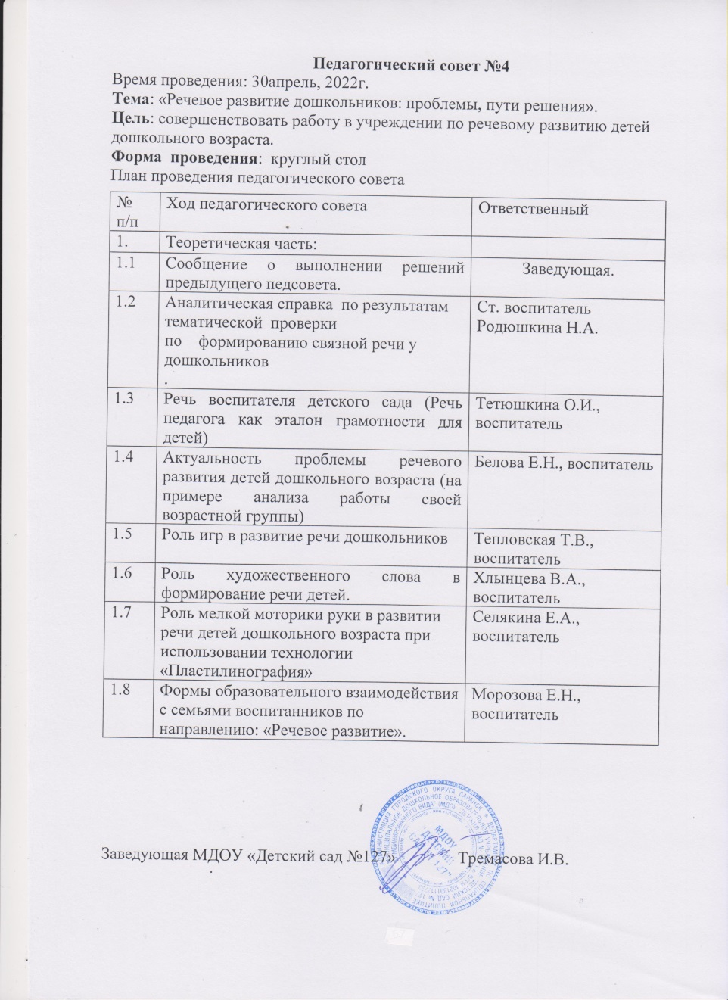 Педагогический совет №4
Время проведения: 30апрель, 2022г.
Тема: «Речевое развитие дошкольников: проблемы, пути решения».
Цель: совершенствовать работу в учреждении по речевому развитию детей
дошкольного возраста.
Форма проведения: круглый стол
План проведения педагогического совета
№ п/п Ход педагогического совета Ответственный
1. Теоретическая часть:
1.1 Сообщение о выполнении решений Заведующая.
предыдущего педсовета.
1.2 Аналитическая справка по результатам Ст. воспитатель
тематической проверки Родюшкина Н.А.
по формированию связной речи у
дошкольников
.
1.3 Речь воспитателя детского сада (Речь Тетюшкина О.И.,
педагога как эталон грамотности для воспитатель
детей)
1.4 Актуальность проблемы речевого Белова Е.Н., воспитатель
развития детей дошкольного возраста (на
примере анализа работы своей
возрастной группы)
1.5 Роль игр в развитие речи дошкольников Тепловская Т.В.,
воспитатель
1.6 Роль художественного слова в Хлынцева В.А.,
формирование речи детей. воспитатель
1.7 Роль мелкой моторики руки в развитии Селякина Е.А.,
речи детей дошкольного возраста при воспитатель
использовании технологии
«Пластилинография»
1.8 Формы образовательного взаимодействия Морозова Е.Н.,
с семьями воспитанников по воспитатель
направлению: «Речевое развитие».
Заведующая МДОУ «Детский сад №127» Тремасова И.В.
МДОУ
"ДЕТСКИЙ
САД № 127"